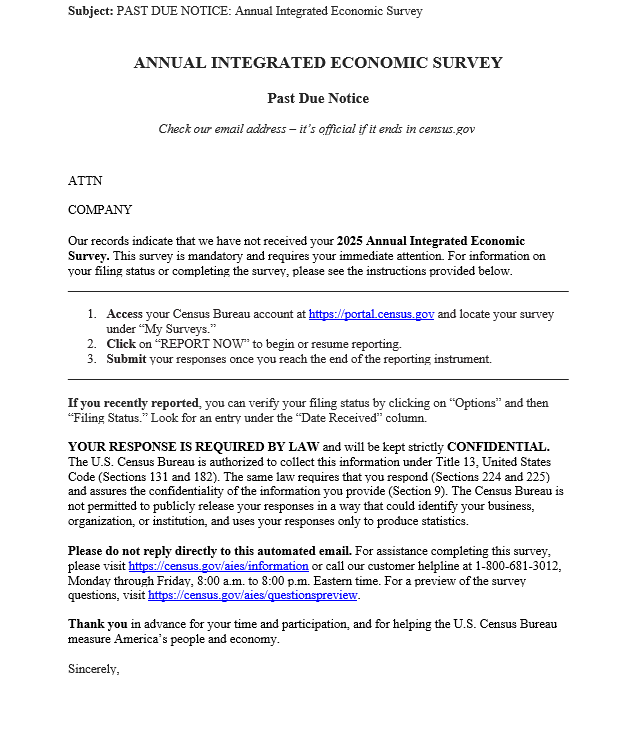 Subject: PAST DUE NOTICE: Annual Integrated Economic Survey
ANNUAL INTEGRATED ECONOMIC SURVEY
Past Due Notice
Check our email address – it’s official if it ends in census.gov
ATTN
COMPANY
Our records indicate that we have not received your 2025 Annual Integrated Economic
Survey. This survey is mandatory and requires your immediate attention. For information on
your filing status or completing the survey, please see the instructions provided below.
1. Access your Census Bureau account at https://portal.census.gov and locate your survey
under “My Surveys.”
2. Click on “REPORT NOW” to begin or resume reporting.
3. Submit your responses once you reach the end of the reporting instrument.
If you recently reported, you can verify your filing status by clicking on “Options” and then
“Filing Status.” Look for an entry under the “Date Received” column.
YOUR RESPONSE IS REQUIRED BY LAW and will be kept strictly CONFIDENTIAL.
The U.S. Census Bureau is authorized to collect this information under Title 13, United States
Code (Sections 131 and 182). The same law requires that you respond (Sections 224 and 225)
and assures the confidentiality of the information you provide (Section 9). The Census Bureau is
not permitted to publicly release your responses in a way that could identify your business,
organization, or institution, and uses your responses only to produce statistics.
Please do not reply directly to this automated email. For assistance completing this survey,
please visit https://census.gov/aies/information or call our customer helpline at 1-800-681-3012,
Monday through Friday, 8:00 a.m. to 8:00 p.m. Eastern time. For a preview of the survey
questions, visit https://census.gov/aies/questionspreview.
Thank you in advance for your time and participation, and for helping the U.S. Census Bureau
measure America’s people and economy.
Sincerely,